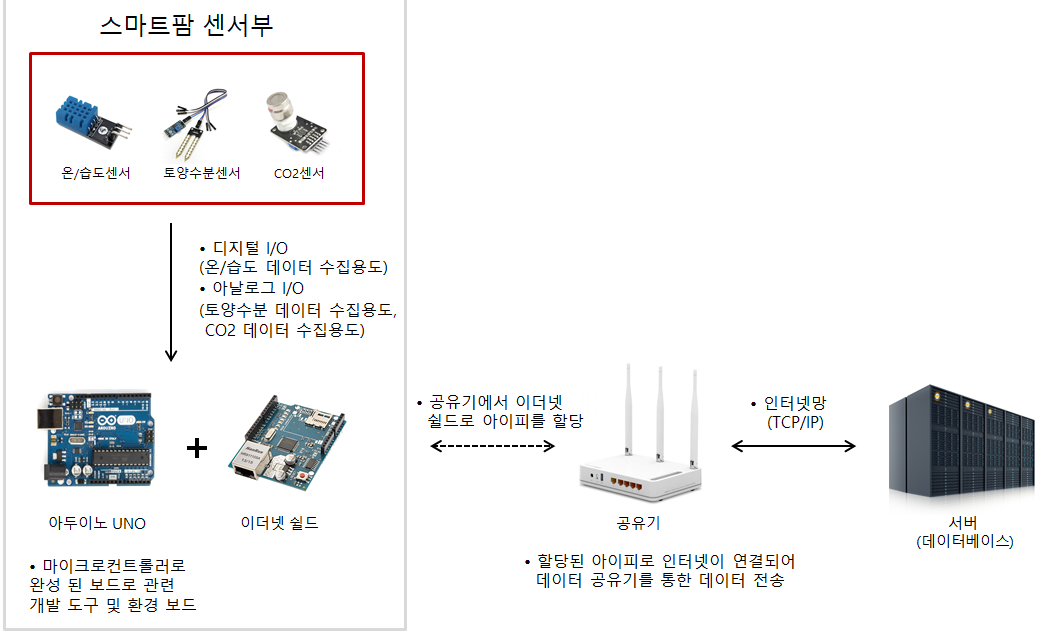 스마트팜 센서부
온/습도센서
토양수분센서
CO2센서
• 디지털 I/O
(온/습도 데이터 수집용도)
• 아날로그 I/O
(토양수분 데이터 수집용도,
CO2 데이터 수집용도)
ARDUINO
아두이노 UNO
+
이더넷 쉴드
• 마이크로컨트롤러로
완성 된 보드로 관련
개발 도구 및 환경 보드
• 공유기에서 이더넷
쉴드로 아이피를 할당
공유기
• 할당된 아이피로 인터넷이 연결되어
데이터 공유기를 통한 데이터 전송
• 인터넷망
(TCP/IP)
서버
(데이터베이스)